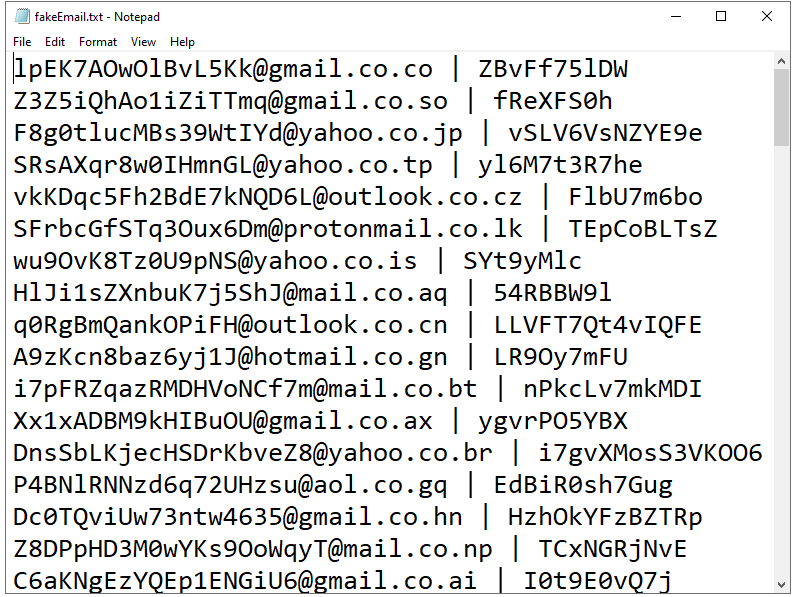 fakeEmail.txt - Notepad
File Edit Format View Help
lpEK7AOwOlBvL5Kk@gmail.co.co | ZBvFf75lDW
Z3Z5iQhAo1iZiTTmq@gmail.co.so | fReXFS0h
F8g0tlucMBs39WtIYd@yahoo.co.jp | vSLV6VsNZYE9e
SRsAXqr8w0IHmnGL@yahoo.co.tp | yl6M7t3R7he
vkKDqc5Fh2BdE7kNQD6L@outlook.co.cz | FlbU7m6bo
SFrbcGfSTq3Oux6Dm@protonmail.co.lk | TEpCoBLTsZ
wu9OvK8Tz0U9pNS@yahoo.co.is | SYt9yMlc
HlJi1sZXnbuK7j5ShJ@mail.co.aq | 54RBBW9l
q0RgBmQankOPiFH@outlook.co.cn | LLVFT7Qt4vIQFE
A9zKcn8baz6yj1J@hotmail.co.gn | LR9Oy7mFU
i7pFRZqazRMDHVoNCf7m@mail.co.bt | nPkcLv7mkMDI
Xx1xADBM9kHIBuOU@gmail.co.ax | ygvrPO5YBX
DnsSbLKjecHSDrKbveZ8@yahoo.co.br | i7gvXMosS3VKOO6
P4BNlRNNzd6q72UHzsu@aol.co.gq | EdBiR0sh7Gug
Dc0TQviUw73ntw4635@gmail.co.hn | HzhOkYFzBZTRp
Z8DPpHD3M0wYKs9OoWqyT@mail.co.np | TCxNGRjNvE
C6aKNgEzYQEp1ENGiU6@gmail.co.ai | I0t9E0vQ7j